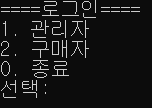 ====로그인====
1. 관리자
2. 구매자
0. 종료
선택: